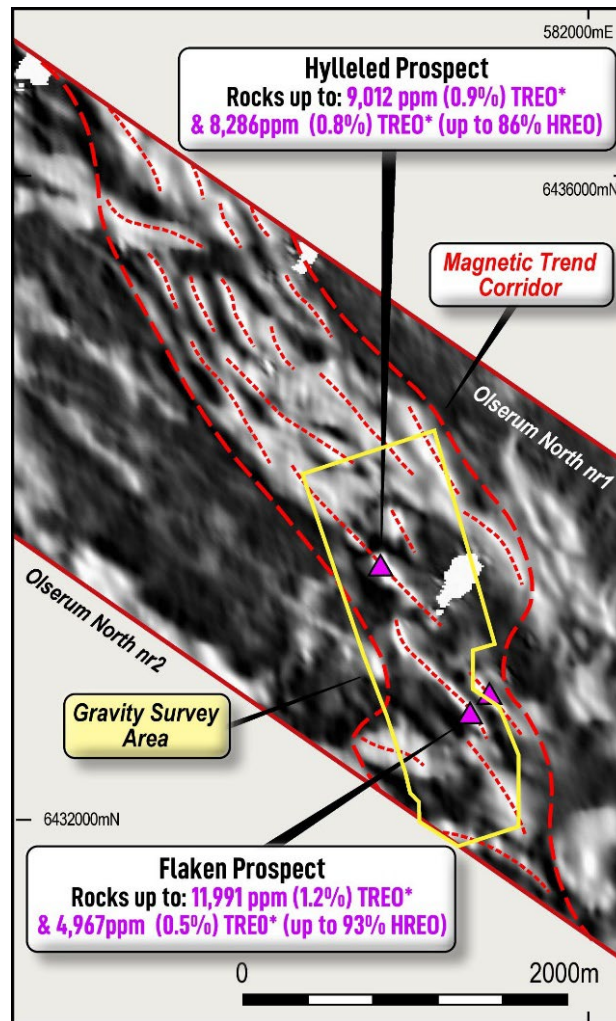 582000mE
Hylleled Prospect
Rocks up to: 9,012 ppm (0.9%) TREO*
& 8,286ppm (0.8%) TREO* (up to 86% HREO)
6436000mN
Magnetic Trend
Corridor
Olserum North nr1
Olserum North nr2
Gravity Survey
Area
6432000mN
Flaken Prospect
Rocks up to: 11,991 ppm (1.2%) TREO*
& 4,967ppm (0.5%) TREO* (up to 93% HREO)
0 2000m